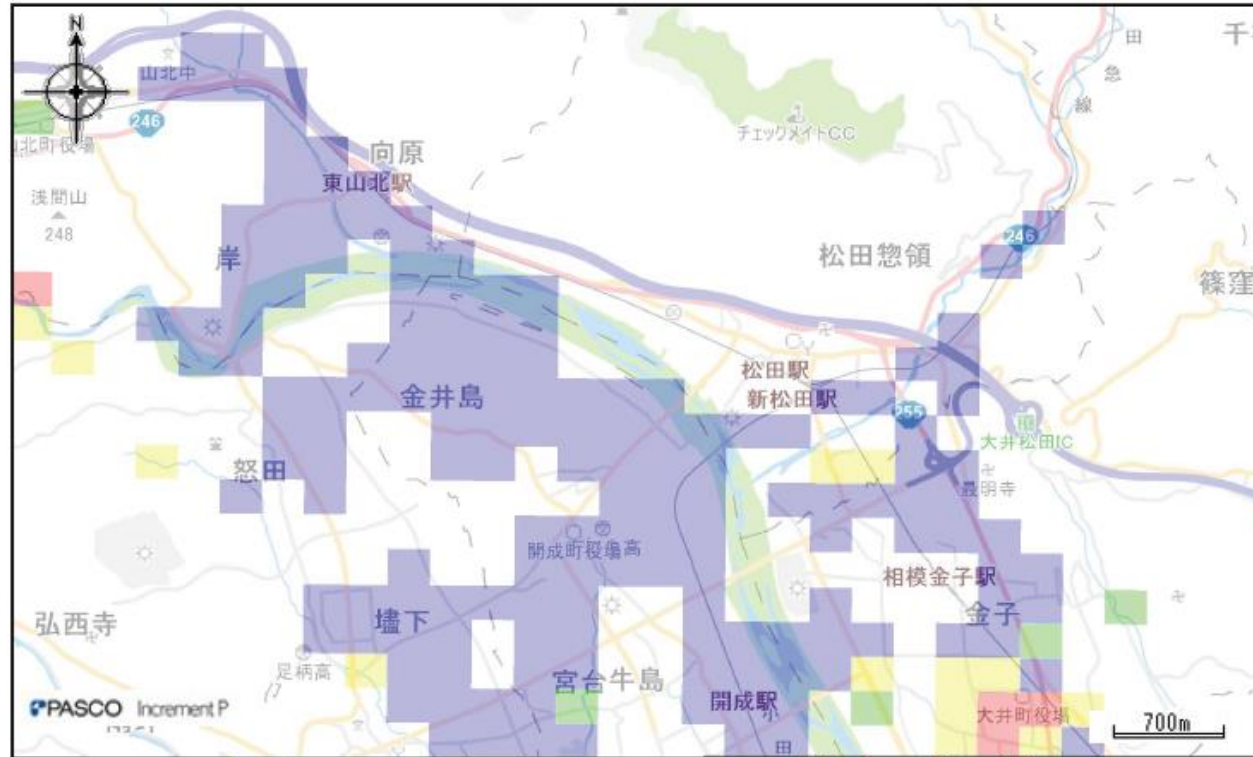 N
山北中
246
山北町役場
向原
東山北駅
浅間山
248
岸
チェックメイトCC
千
田
急
線
246
松田惣領
篠窪
松田駅
新松田駅
金井島
255
大井松田IC
怒田
最明寺
開成町役場
高
相模金子駅
金子
弘西寺
壗下
足柄高
宮台
牛島
開成駅
小
田
大井町役場
PASCO Increment P
700m